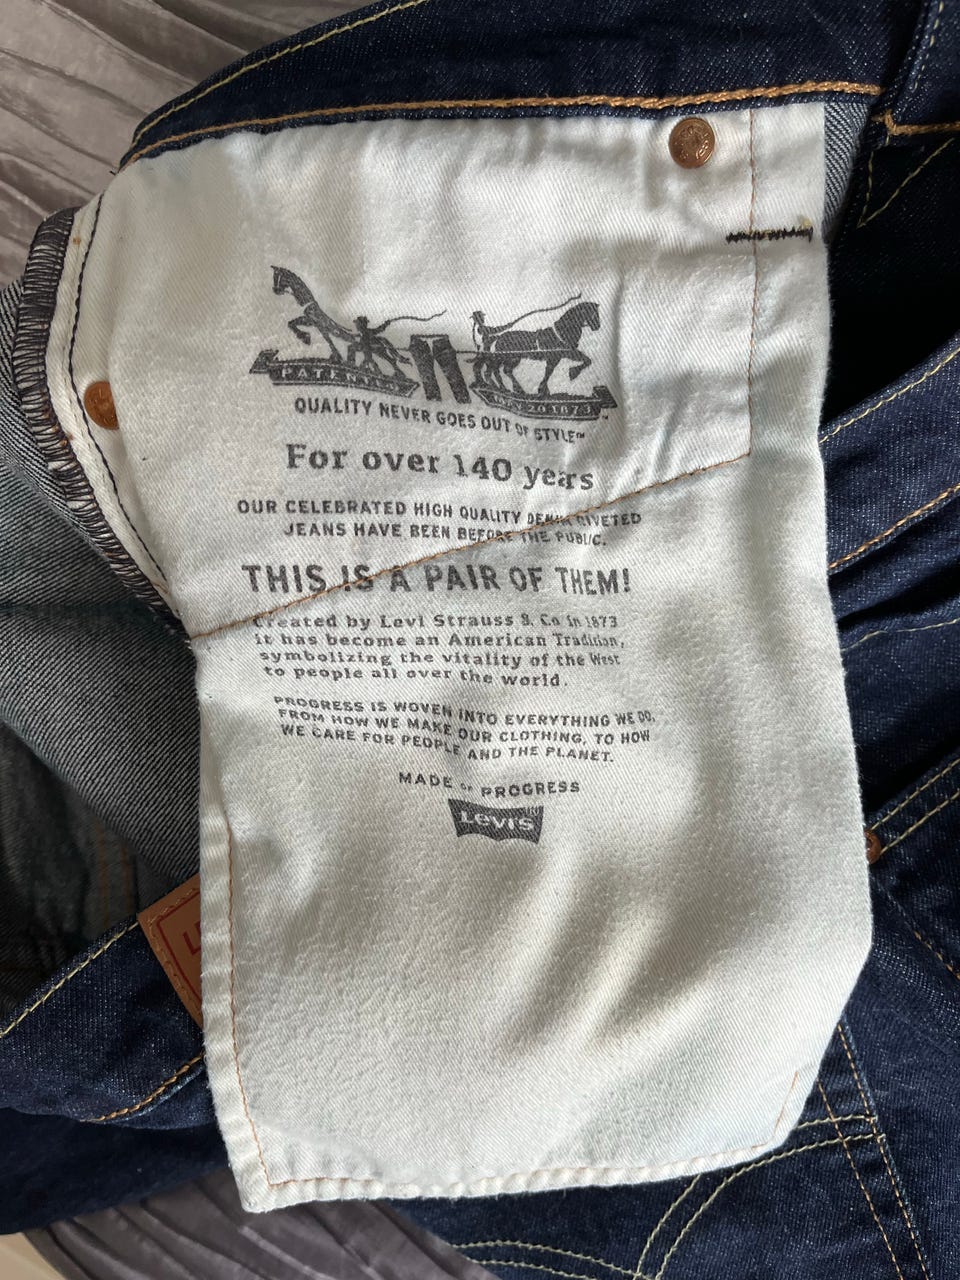 PATENTED
MAY 20 1873
QUALITY NEVER GOES OUT OF STYLE™
For over 140 years
OUR CELEBRATED HIGH QUALITY DENIM RIVETED
JEANS HAVE BEEN BEFORE THE PUBLIC.
THIS IS A PAIR OF THEM!
Created by Levi Strauss & Co in 1873
it has become an American Tradition,
symbolizing the vitality of the West
to people all over the world.
PROGRESS IS WOVEN INTO EVERYTHING WE DO,
FROM HOW WE MAKE OUR CLOTHING, TO HOW
WE CARE FOR PEOPLE AND THE PLANET.
MADE OF PROGRESS
Levi's